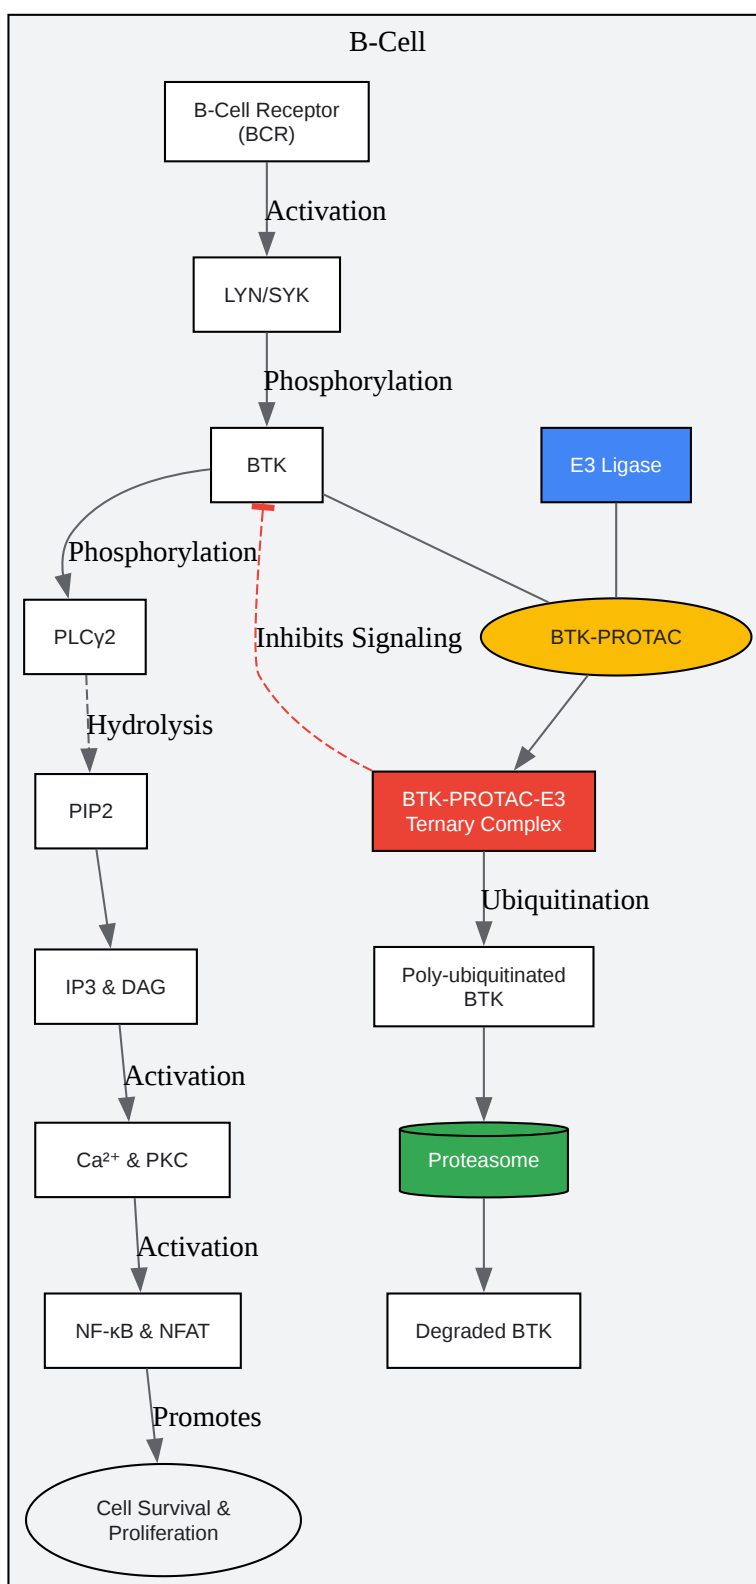 B-Cell
B-Cell Receptor
(BCR)
Activation
LYN/SYK
Phosphorylation
BTK
E3 Ligase
Phosphorylation
PLCγ2
Inhibits Signaling
BTK-PROTAC
Hydrolysis
PIP2
BTK-PROTAC-E3
Ternary Complex
Ubiquitination
IP3 & DAG
Poly-ubiquitinated
BTK
Activation
Ca²⁺ & PKC
Proteasome
Activation
NF-κB & NFAT
Degraded BTK
Promotes
Cell Survival &
Proliferation